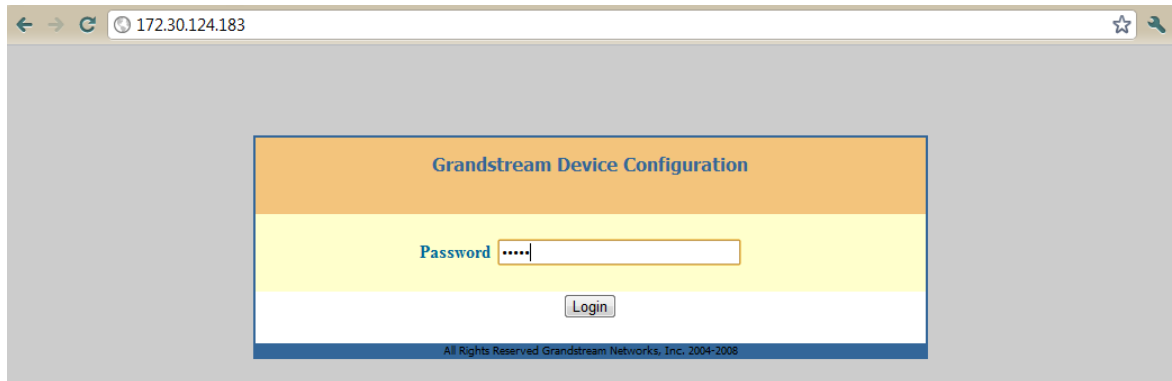 172.30.124.183
Grandstream Device Configuration
Password •••••
Login
All Rights Reserved Grandstream Networks, Inc. 2004-2008